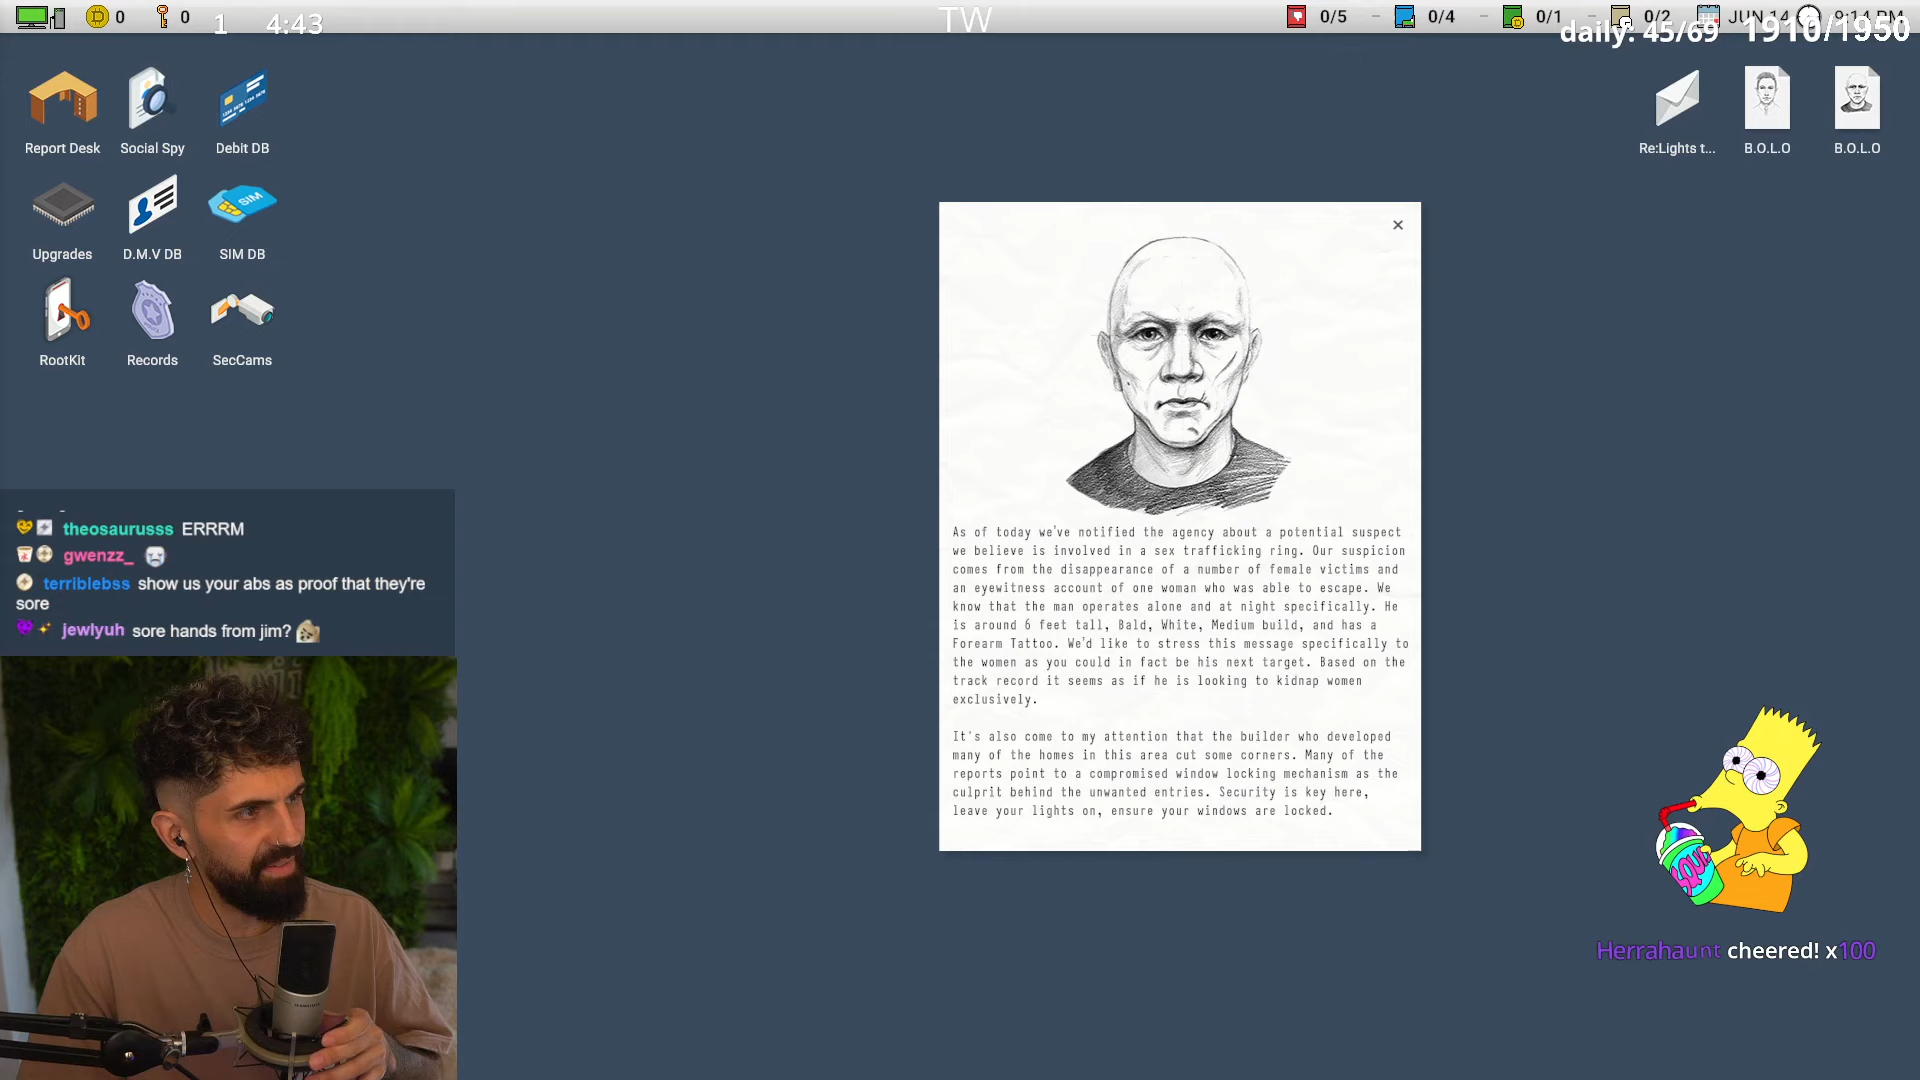 0
0
1
4:43
TW
0/5
0/4
0/1
0/2
JUN 14
9:14 PM
daily: 45/69
1910/1950
Report Desk
Social Spy
Debit DB
Upgrades
D.M.V DB
SIM DB
SIM
RootKit
Records
SecCams
Re:Lights t...
B.O.L.O
B.O.L.O
As of today we've notified the agency about a potential suspect
we believe is involved in a sex trafficking ring. Our suspicion
comes from the disappearance of a number of female victims and
an eyewitness account of one woman who was able to escape. We
know that the man operates alone and at night specifically. He
is around 6 feet tall, Bald, White, Medium build, and has a
Forearm Tattoo. We'd like to stress this message specifically to
the women as you could in fact be his next target. Based on the
track record it seems as if he is looking to kidnap women
exclusively.
It's also come to my attention that the builder who developed
many of the homes in this area cut some corners. Many of the
reports point to a compromised window locking mechanism as the
culprit behind the unwanted entries. Security is key here,
leave your lights on, ensure your windows are locked.
theosaurusss ERRRM
gwenzz_
terriblebss show us your abs as proof that they're
sore
jewlyuh sore hands from jim?
Herrahaunt cheered! x100